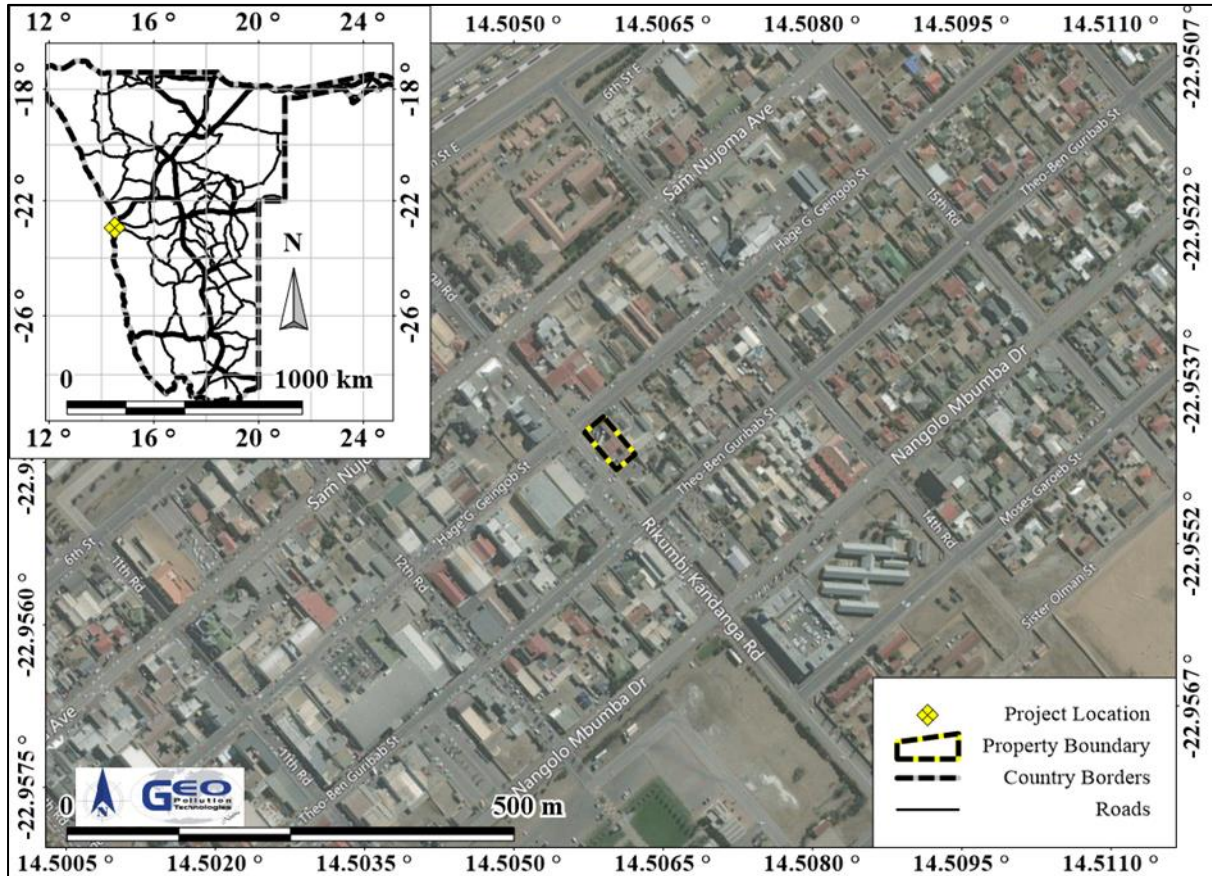 12 ° 16 ° 20 ° 24 °
14.5050 ° 14.5065 ° 14.5080 ° 14.5095 ° 14.5110 °
-18 °
-22 °
-26 °
N
0 1000 km
12 ° 16 ° 20 ° 24 °
-18 °
-22 °
-26 °
-22.9507 °
-22.9522 °
-22.9537 °
-22.9552 °
-22.9567 °
-22.9560 °
-22.9575 °
6th St E
Sam Nujoma Ave
Hage G. Geingob St
Theo-Ben Guribab St
15th Rd
Nangolo Mbumba Dr
Theo-Ben Guribab St
Moses Garoeb St
14th Rd
Sister Olman St
Hage G. Geingob St
12th Rd
Rikumbi Kandanga Rd
6th St
11th Rd
Nangolo Mbumba Dr
11th Rd
Theo-Ben Guribab St
Ave
GEO
Pollution
Technologies
0 500 m
Project Location
Property Boundary
Country Borders
Roads
14.5005 ° 14.5020 ° 14.5035 ° 14.5050 ° 14.5065 ° 14.5080 ° 14.5095 ° 14.5110 °